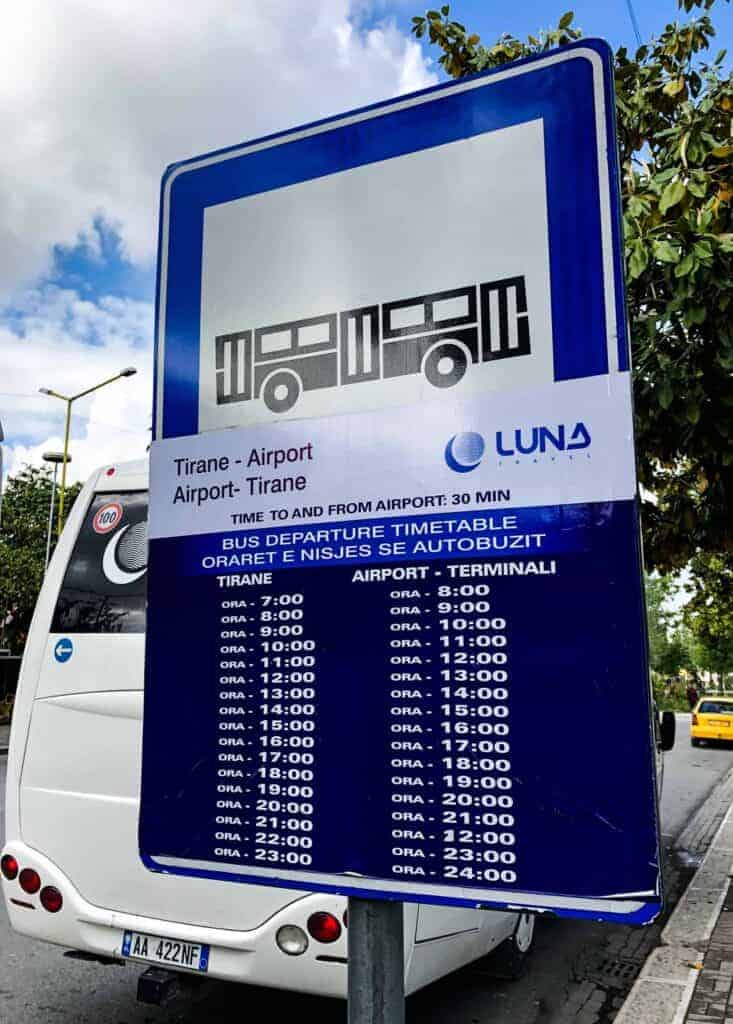 Tirane - Airport
Airport- Tirane
LUNA
TRAVEL
TIME TO AND FROM AIRPORT: 30 MIN
BUS DEPARTURE TIMETABLE
ORARET E NISJES SE AUTOBUZIT
TIRANE AIRPORT - TERMINALI
ORA - 7:00 ORA - 8:00
ORA - 8:00 ORA - 9:00
ORA - 9:00 ORA - 10:00
ORA - 10:00 ORA - 11:00
ORA - 11:00 ORA - 12:00
ORA - 12:00 ORA - 13:00
ORA - 13:00 ORA - 14:00
ORA - 14:00 ORA - 15:00
ORA - 15:00 ORA - 16:00
ORA - 16:00 ORA - 17:00
ORA - 17:00 ORA - 18:00
ORA - 18:00 ORA - 19:00
ORA - 19:00 ORA - 20:00
ORA - 20:00 ORA - 21:00
ORA - 21:00 ORA - 12:00
ORA - 22:00 ORA - 23:00
ORA - 23:00 ORA - 24:00
100
AA 422NF